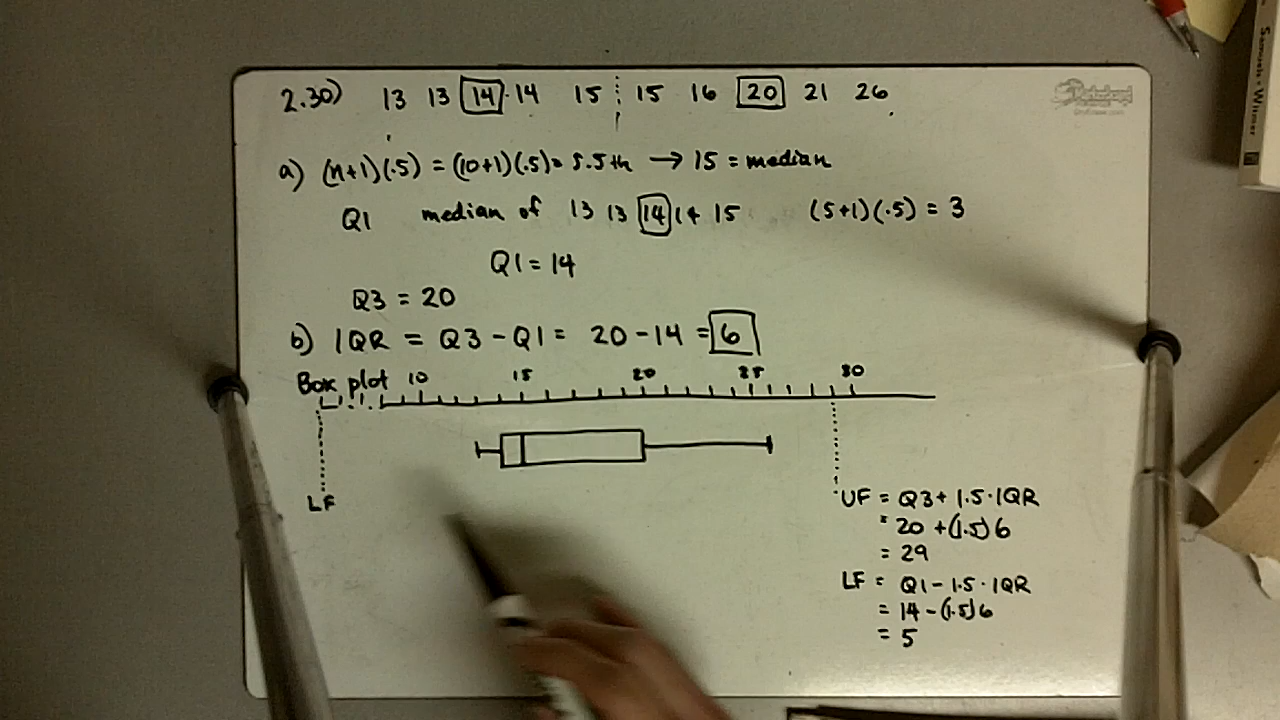 2.30) 13 13 14 14 15 15 16 20 21 26
a) (n+1)(.5) = (10+1)(.5) = 5.5th → 15 = median
Q1 median of 13 13 14 14 15 (5+1)(.5) = 3
Q1 = 14
Q3 = 20
b) IQR = Q3 - Q1 = 20 - 14 = 6
Box plot 10 15 20 25 30
LF
UF = Q3 + 1.5 · IQR
= 20 + (1.5) 6
= 29
LF = Q1 - 1.5 · IQR
= 14 - (1.5) 6
= 5
Samuels · Witmer